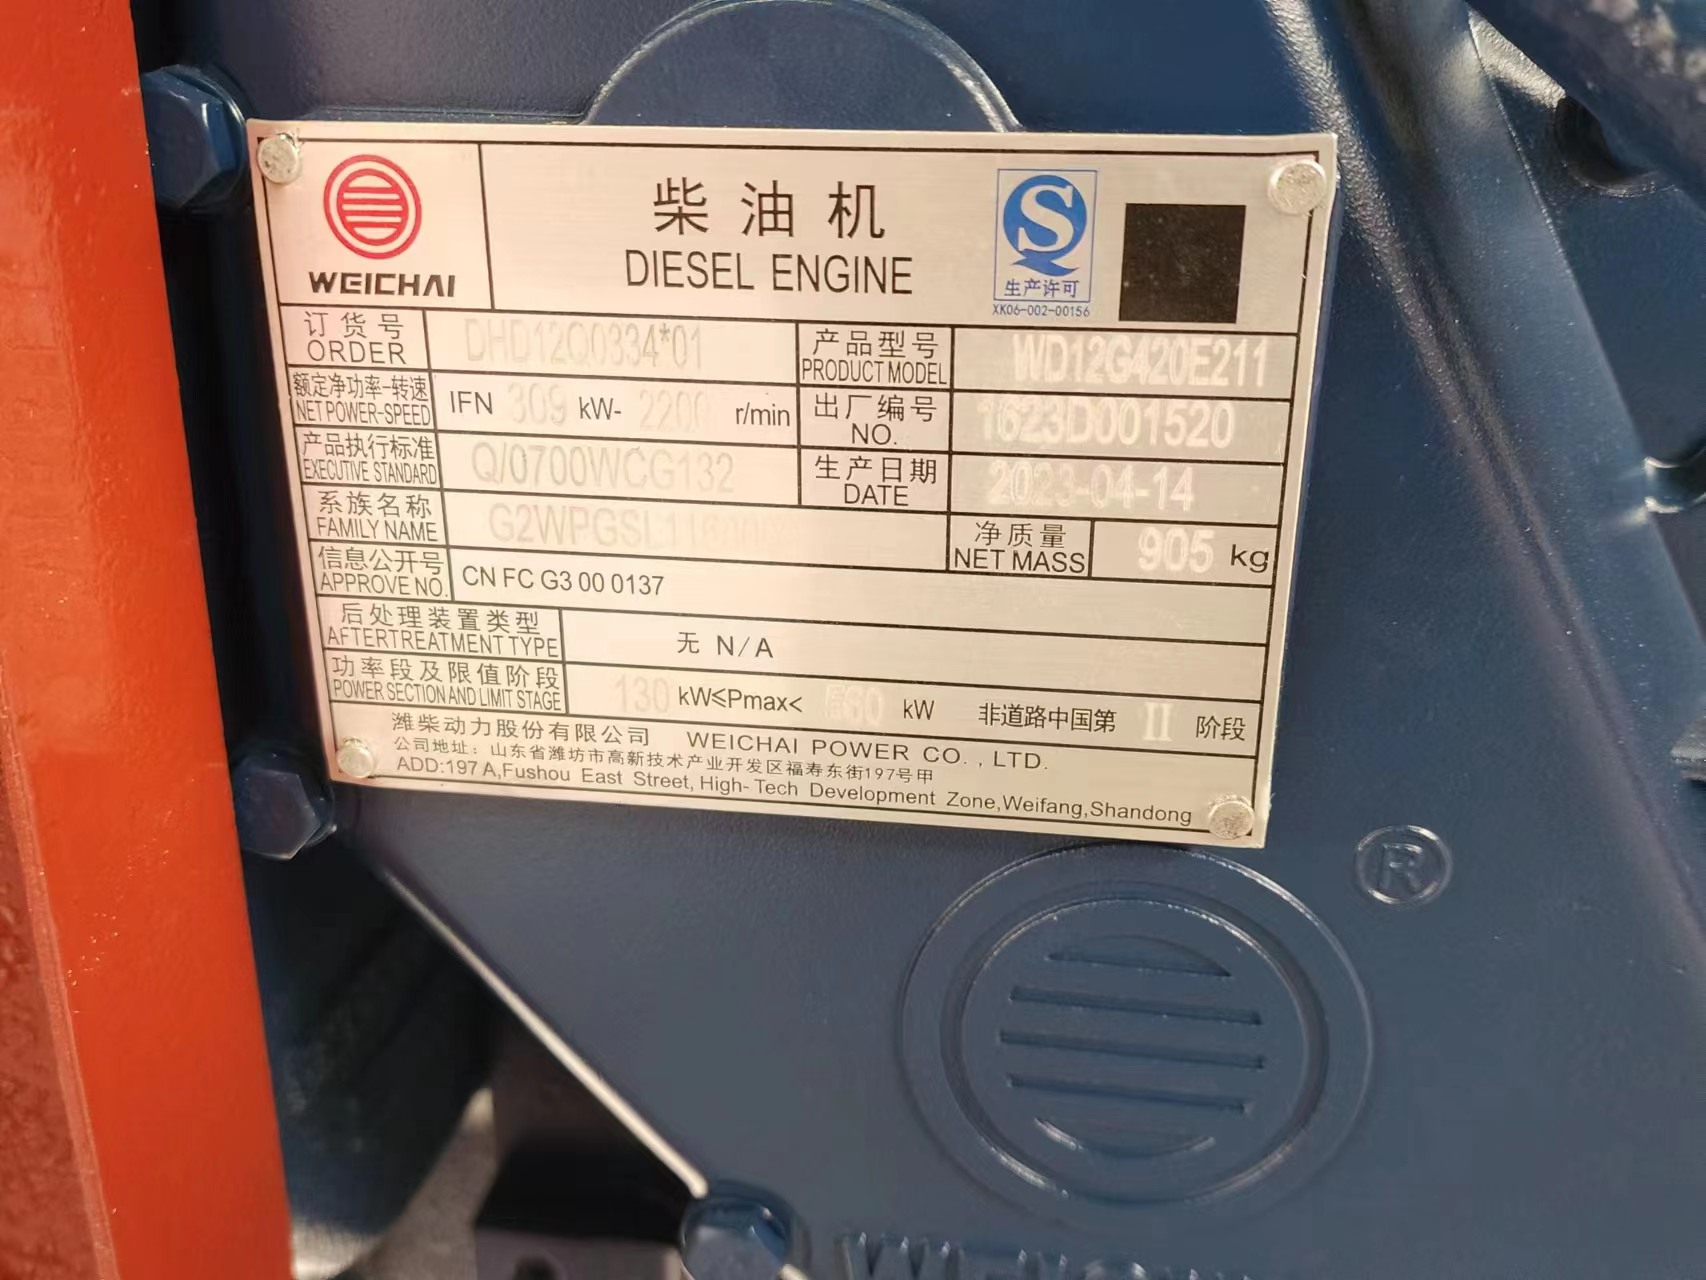 WEICHAI
柴油机
DIESEL ENGINE
S
生产许可
XK06-002-00156
订货号 ORDER DHD12Q0334*01
产品型号 PRODUCT MODEL WD12G420E211
额定净功率-转速 NET POWER-SPEED IFN 309 kW- 2200 r/min
出厂编号 NO. 1623D001520
产品执行标准 EXECUTIVE STANDARD Q/0700WCG132
生产日期 DATE 2023-04-14
系族名称 FAMILY NAME
净质量 NET MASS 905 kg
信息公开号 APPROVE NO. CN FC G3 00 0137
后处理装置类型 AFTERTREATMENT TYPE 无 N/A
功率段及限值阶段 POWER SECTION AND LIMIT STAGE 130 kW≤Pmax< 560 kW 非道路中国第 II 阶段
潍柴动力股份有限公司 WEICHAI POWER CO., LTD.
公司地址：山东省潍坊市高新技术产业开发区福寿东街197号甲
ADD:197 A,Fushou East Street, High-Tech Development Zone,Weifang,Shandong
®